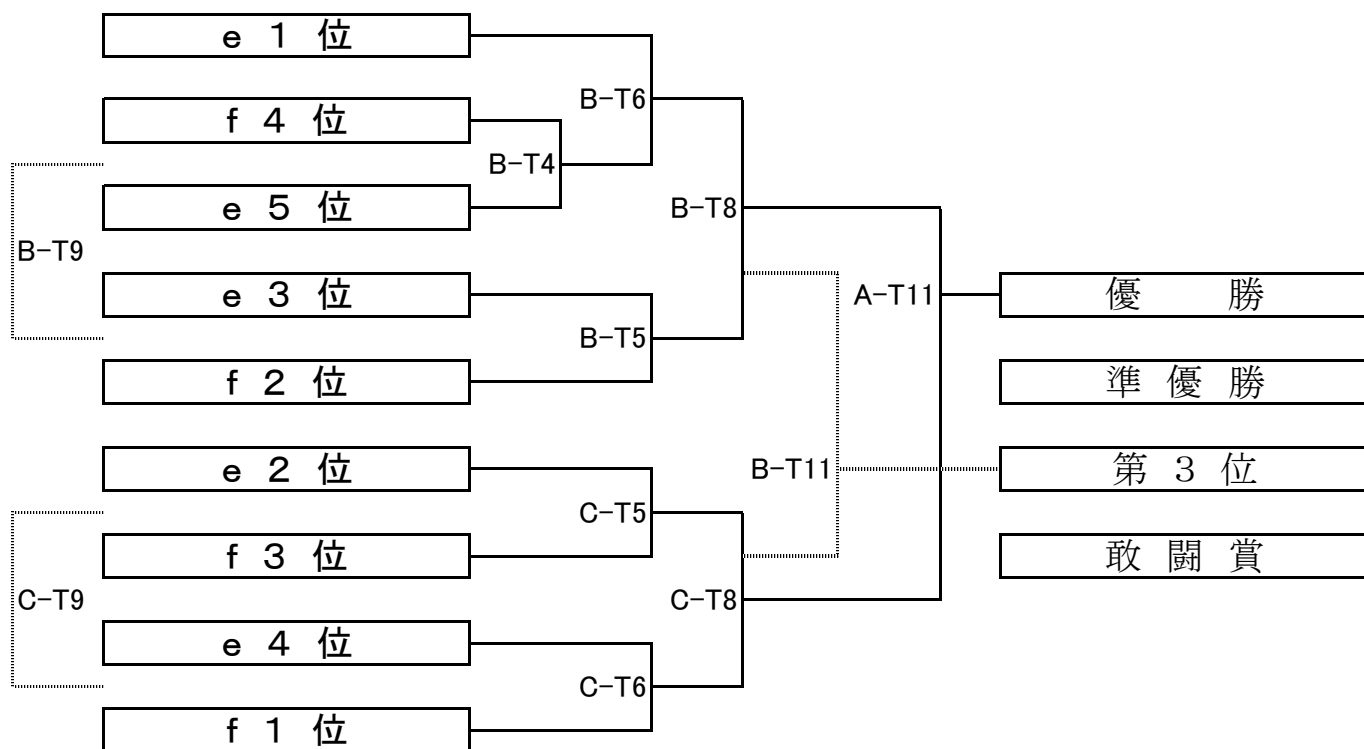 e 1 位
B-T6
f 4 位
B-T4
e 5 位
B-T8
B-T9
e 3 位
A-T11
優 勝
B-T5
f 2 位
準 優 勝
e 2 位
B-T11
第 3 位
C-T5
f 3 位
敢 闘 賞
C-T9
C-T8
e 4 位
C-T6
f 1 位